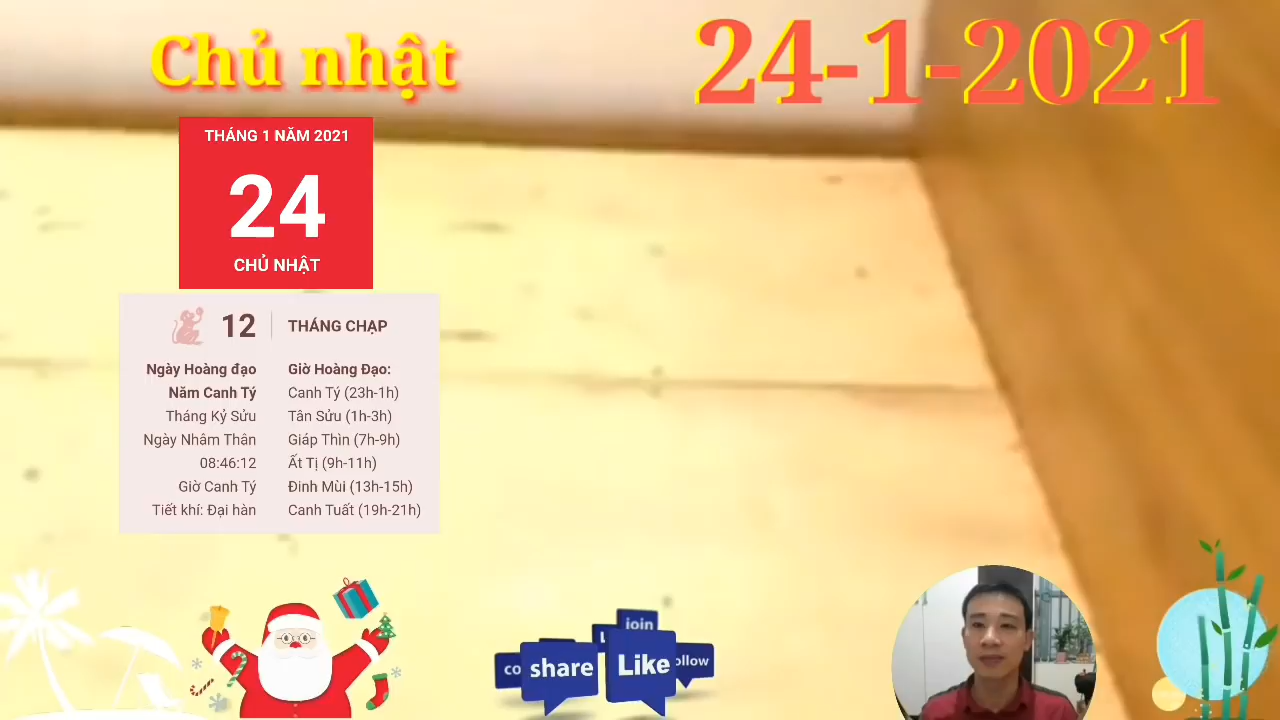 Chủ nhật
24-1-2021
THÁNG 1 NĂM 2021
24
CHỦ NHẬT
12
THÁNG CHẠP
Ngày Hoàng đạo
Năm Canh Tý
Tháng Kỷ Sửu
Ngày Nhâm Thân
08:46:12
Giờ Canh Tý
Tiết khí: Đại hàn
Giờ Hoàng Đạo:
Canh Tý (23h-1h)
Tân Sửu (1h-3h)
Giáp Thìn (7h-9h)
Ất Tị (9h-11h)
Đinh Mùi (13h-15h)
Canh Tuất (19h-21h)
join
share
Like